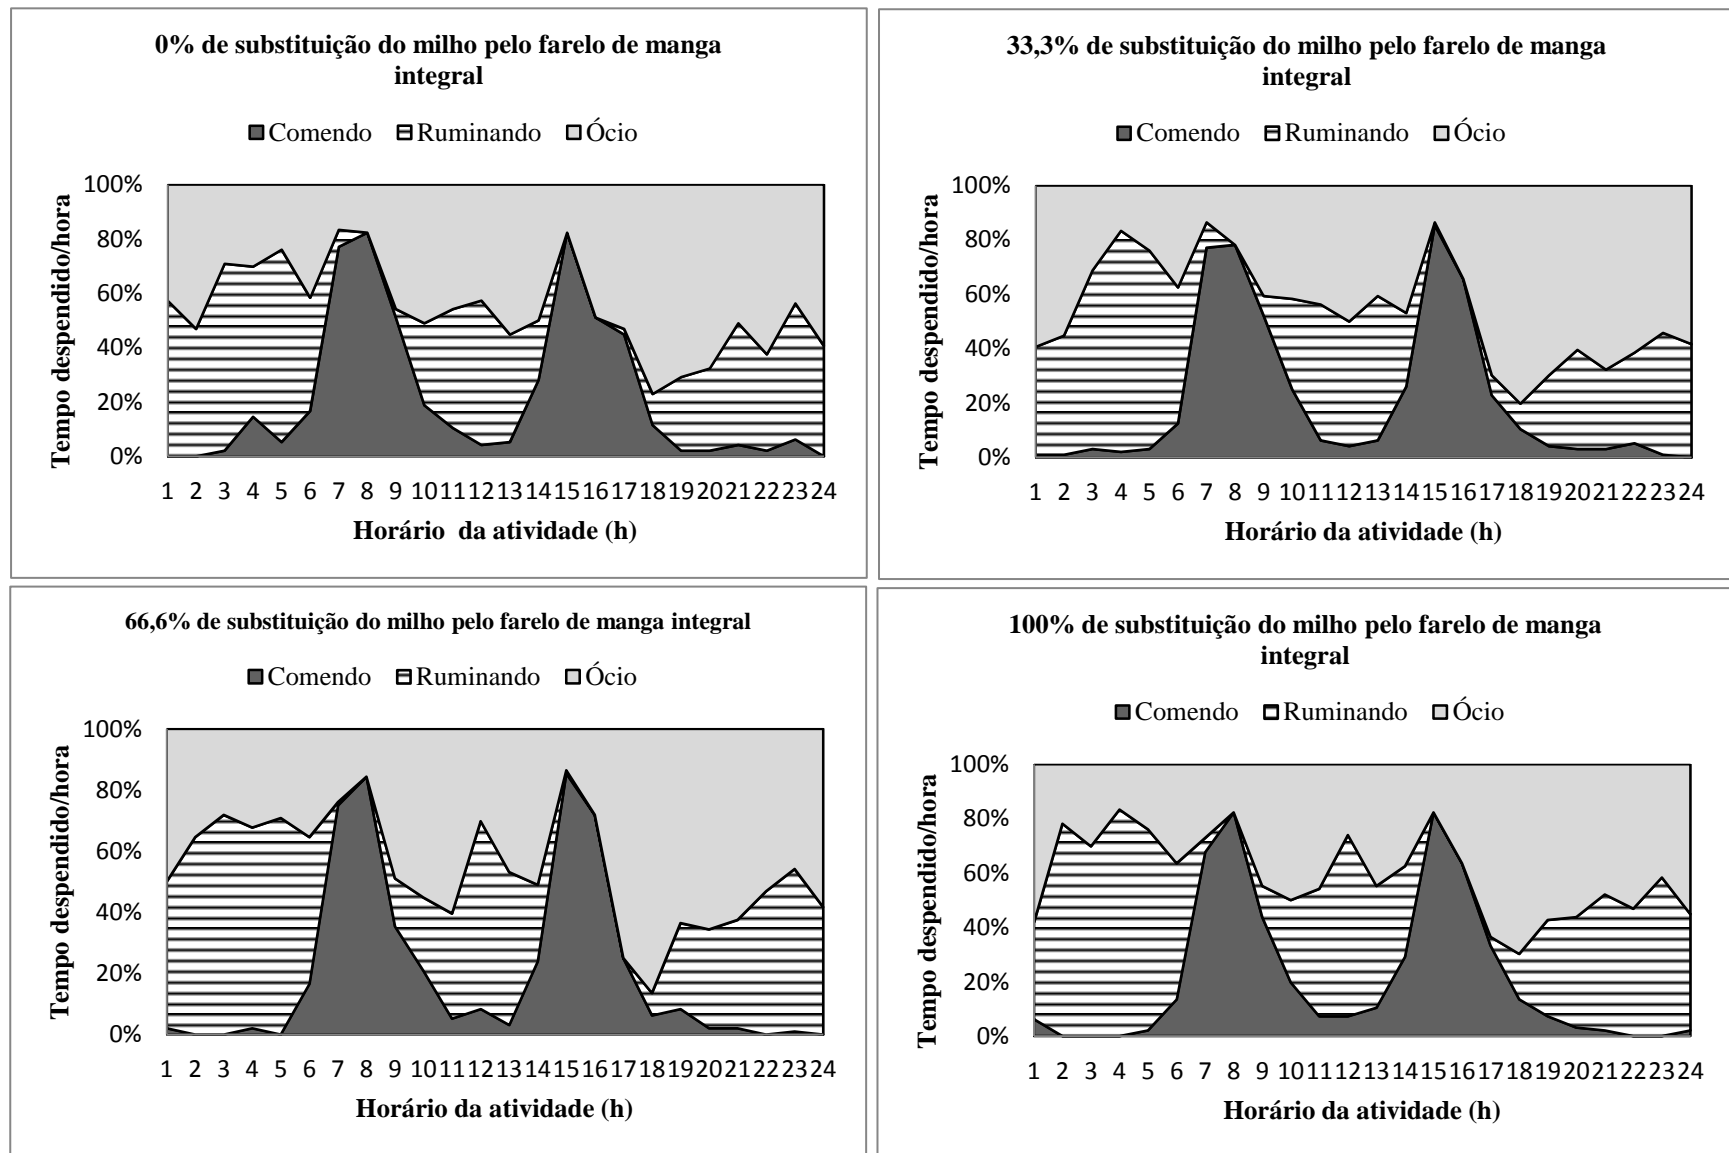 0% de substituição do milho pelo farelo de manga
integral
Comendo Ruminando Ócio
100%
80%
60%
40%
20%
0%
Tempo despendido/hora
1 2 3 4 5 6 7 8 9 10 11 12 13 14 15 16 17 18 19 20 21 22 23 24
Horário  da atividade (h)
33,3% de substituição do milho pelo farelo de manga
integral
Comendo Ruminando Ócio
100%
80%
60%
40%
20%
0%
Tempo despendido/hora
1 2 3 4 5 6 7 8 9 10 11 12 13 14 15 16 17 18 19 20 21 22 23 24
Horário da atividade (h)
66,6% de substituição do milho pelo farelo de manga integral
Comendo Ruminando Ócio
100%
80%
60%
40%
20%
0%
Tempo despendido/hora
1 2 3 4 5 6 7 8 9 10 11 12 13 14 15 16 17 18 19 20 21 22 23 24
Horário da atividade (h)
100% de substituição do milho pelo farelo de manga
integral
Comendo Ruminando Ócio
100%
80%
60%
40%
20%
0%
Tempo despendido/hora
1 2 3 4 5 6 7 8 9 10 11 12 13 14 15 16 17 18 19 20 21 22 23 24
Horário da atividade (h)